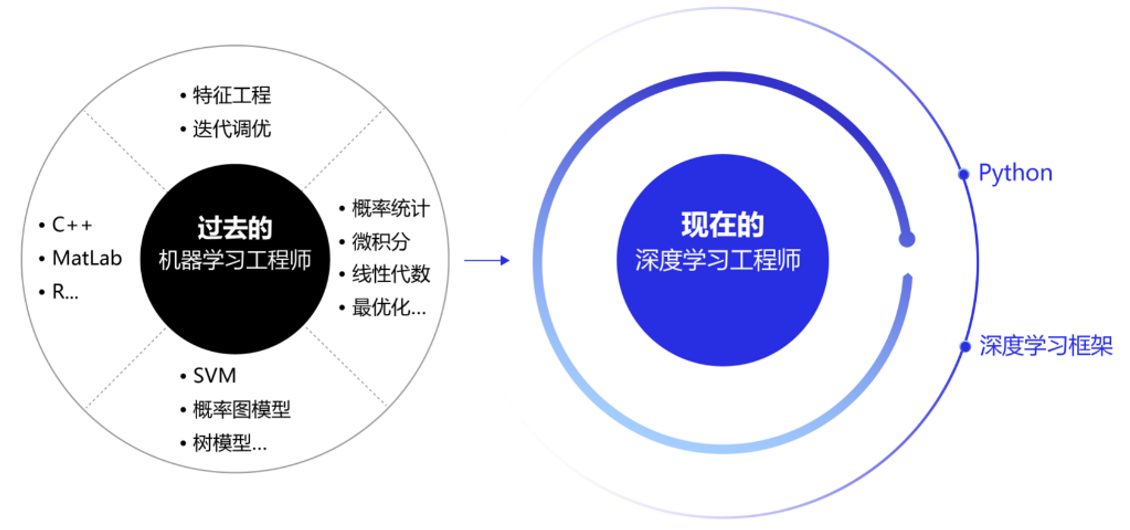 • 特征工程
• 迭代调优
• C++
• MatLab
• R...
过去的
机器学习工程师
• 概率统计
• 微积分
• 线性代数
• 最优化...
• SVM
• 概率图模型
• 树模型...
现在的
深度学习工程师
Python
深度学习框架